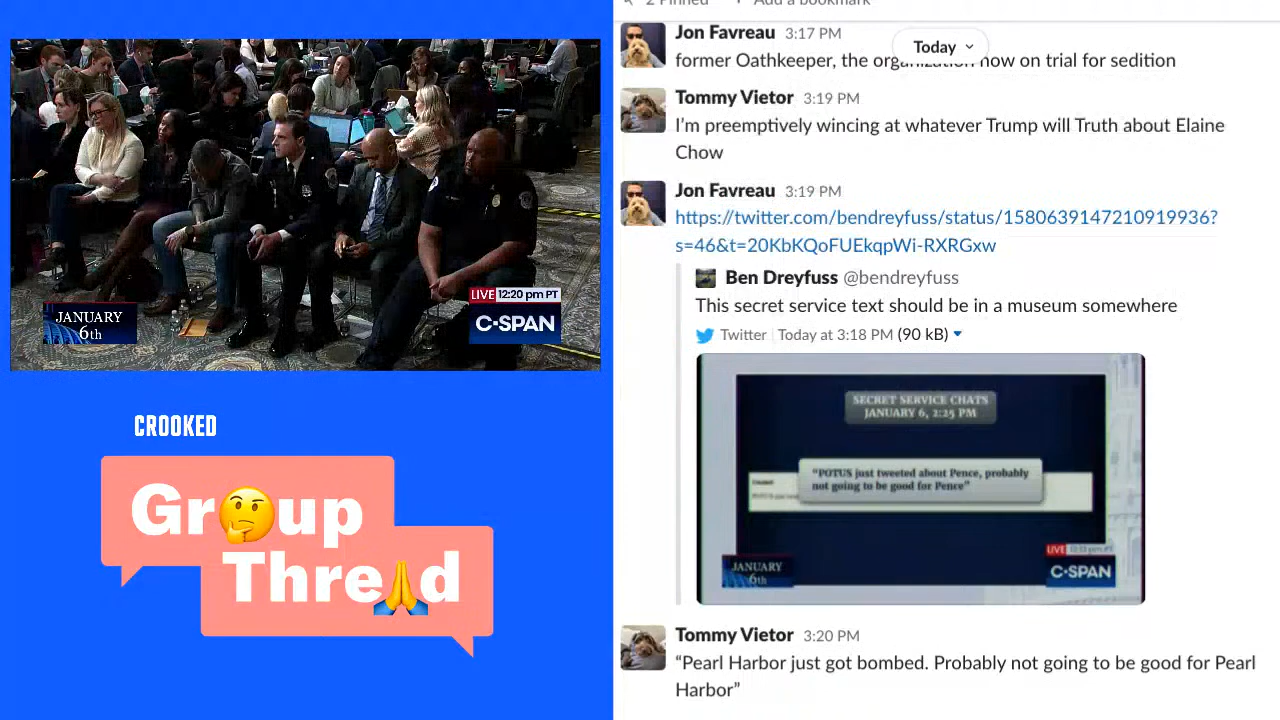 2 Pinned
Add a bookmark
Today
Jon Favreau 3:17 PM
former Oathkeeper, the organization now on trial for sedition
Tommy Vietor 3:19 PM
I'm preemptively wincing at whatever Trump will Truth about Elaine
Chow
Jon Favreau 3:19 PM
https://twitter.com/bendreyfuss/status/1580639147210919936?
s=46&t=20KbKQoFUEkqpWi-RXRGxw
Ben Dreyfuss @bendreyfuss
This secret service text should be in a museum somewhere
Twitter | Today at 3:18 PM (90 kB)
SECRET SERVICE CHATS
JANUARY 6, 2:25 PM
"POTUS just tweeted about Pence, probably
not going to be good for Pence"
JANUARY
6th
LIVE
C-SPAN
Tommy Vietor 3:20 PM
"Pearl Harbor just got bombed. Probably not going to be good for Pearl
Harbor"
JANUARY
6th
LIVE 12:20 pm PT
C-SPAN
CROOKED
Gr🤔up
Thre🙏d